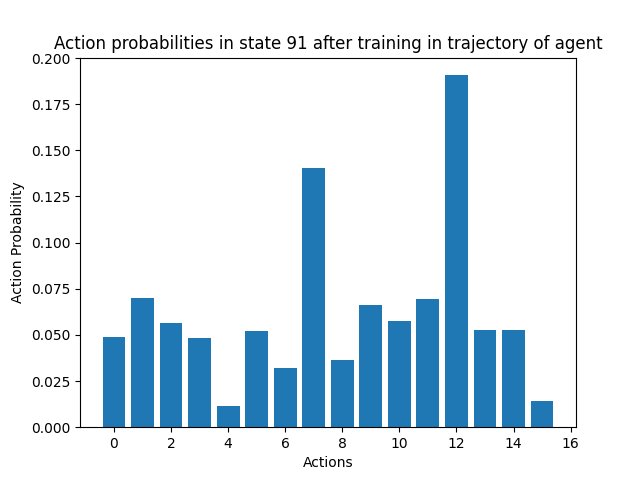 Action probabilities in state 91 after training in trajectory of agent
0.200
0.175
0.150
0.125
0.100
0.075
0.050
0.025
0.000
Action Probability
0 2 4 6 8 10 12 14 16
Actions